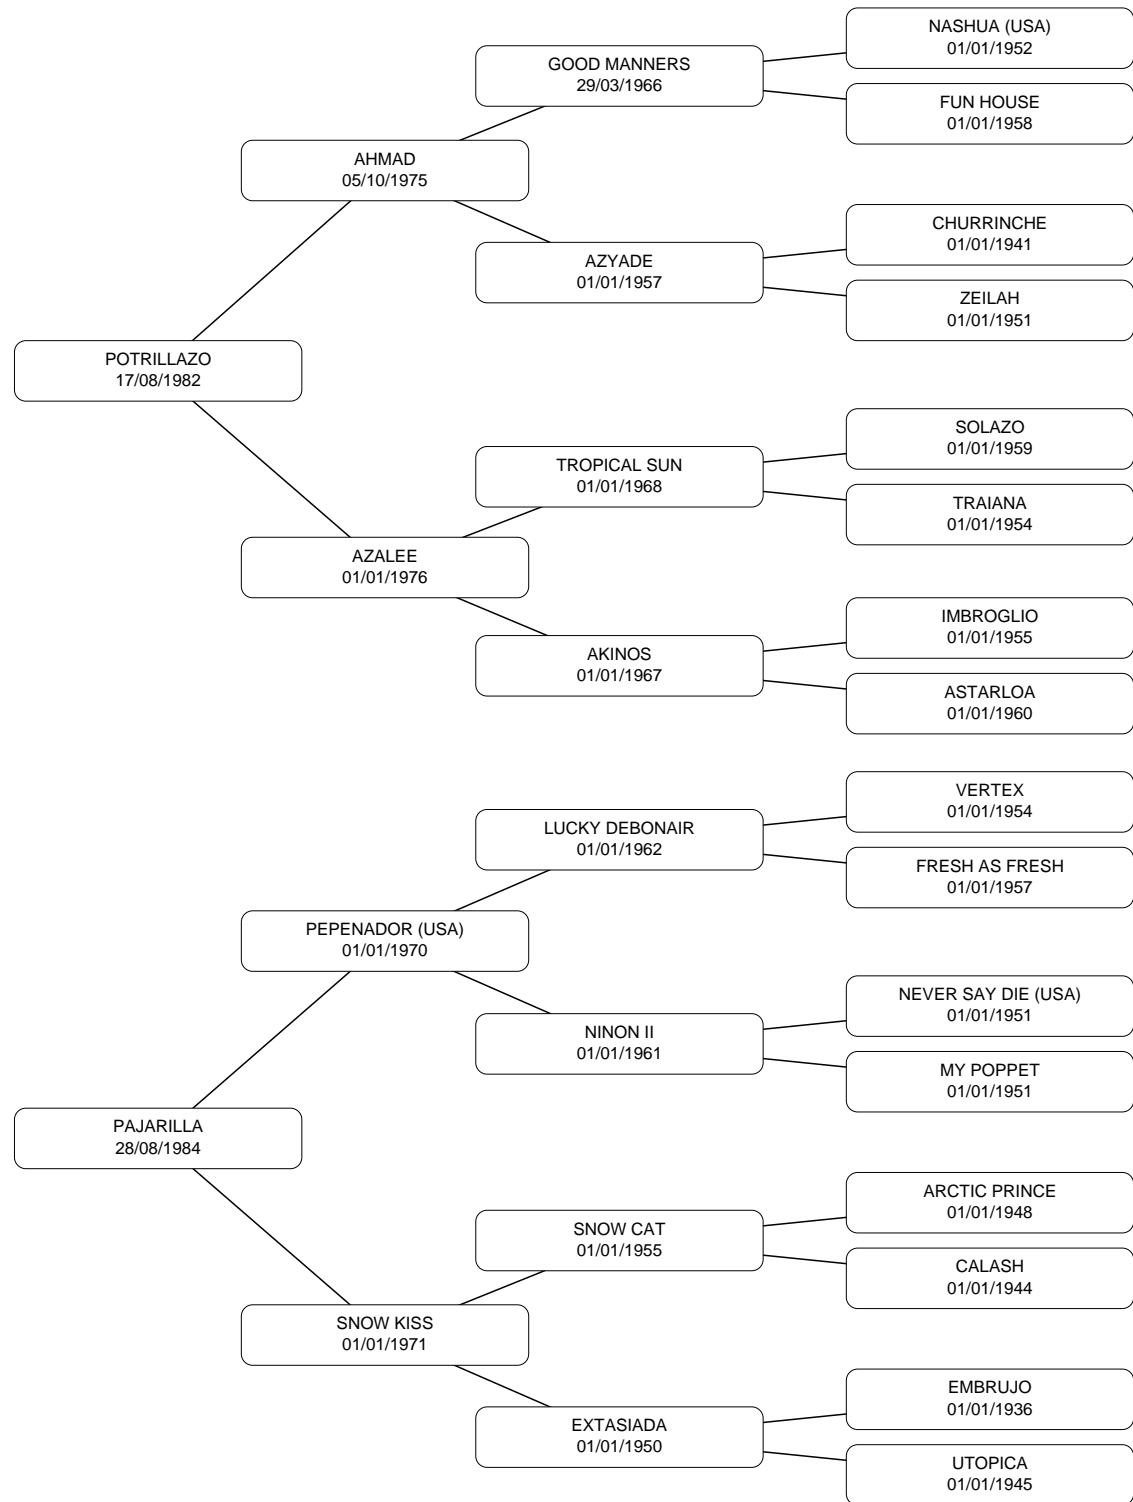 NASHUA (USA)
01/01/1952
GOOD MANNERS
29/03/1966
FUN HOUSE
01/01/1958
AHMAD
05/10/1975
CHURRINCHE
01/01/1941
AZYADE
01/01/1957
ZEILAH
01/01/1951
POTRILLAZO
17/08/1982
SOLAZO
01/01/1959
TROPICAL SUN
01/01/1968
TRAIANA
01/01/1954
AZALEE
01/01/1976
IMBROGLIO
01/01/1955
AKINOS
01/01/1967
ASTARLOA
01/01/1960
VERTEX
01/01/1954
LUCKY DEBONAIR
01/01/1962
FRESH AS FRESH
01/01/1957
PEPENADOR (USA)
01/01/1970
NEVER SAY DIE (USA)
01/01/1951
NINON II
01/01/1961
MY POPPET
01/01/1951
PAJARILLA
28/08/1984
ARCTIC PRINCE
01/01/1948
SNOW CAT
01/01/1955
CALASH
01/01/1944
SNOW KISS
01/01/1971
EMBRUJO
01/01/1936
EXTASIADA
01/01/1950
UTOPICA
01/01/1945